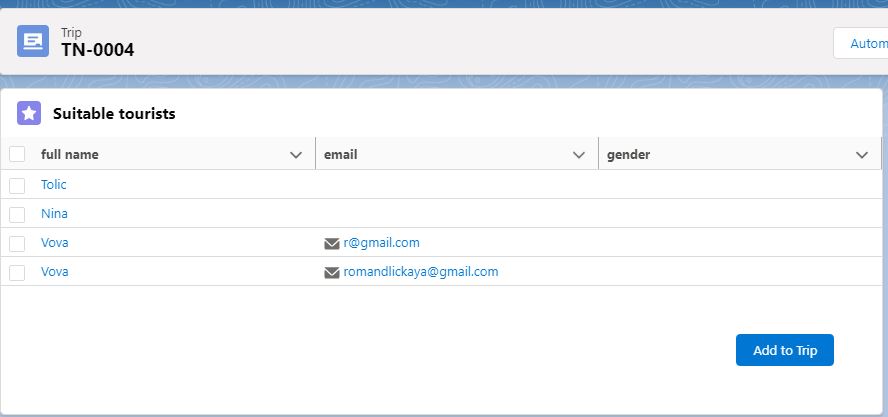 Trip
TN-0004
Autom
Suitable tourists
full name email gender
Tolic
Nina
Vova r@gmail.com
Vova romandlickaya@gmail.com
Add to Trip